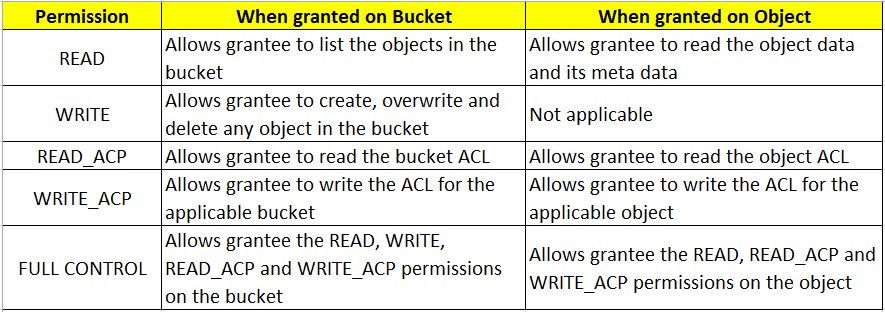 Permission When granted on Bucket When granted on Object
READ Allows grantee to list the objects in the bucket Allows grantee to read the object data and its meta data
WRITE Allows grantee to create, overwrite and delete any object in the bucket Not applicable
READ_ACP Allows grantee to read the bucket ACL Allows grantee to read the object ACL
WRITE_ACP Allows grantee to write the ACL for the applicable bucket Allows grantee to write the ACL for the applicable object
FULL CONTROL Allows grantee the READ, WRITE, READ_ACP and WRITE_ACP permissions on the bucket Allows grantee the READ, READ_ACP and WRITE_ACP permissions on the object